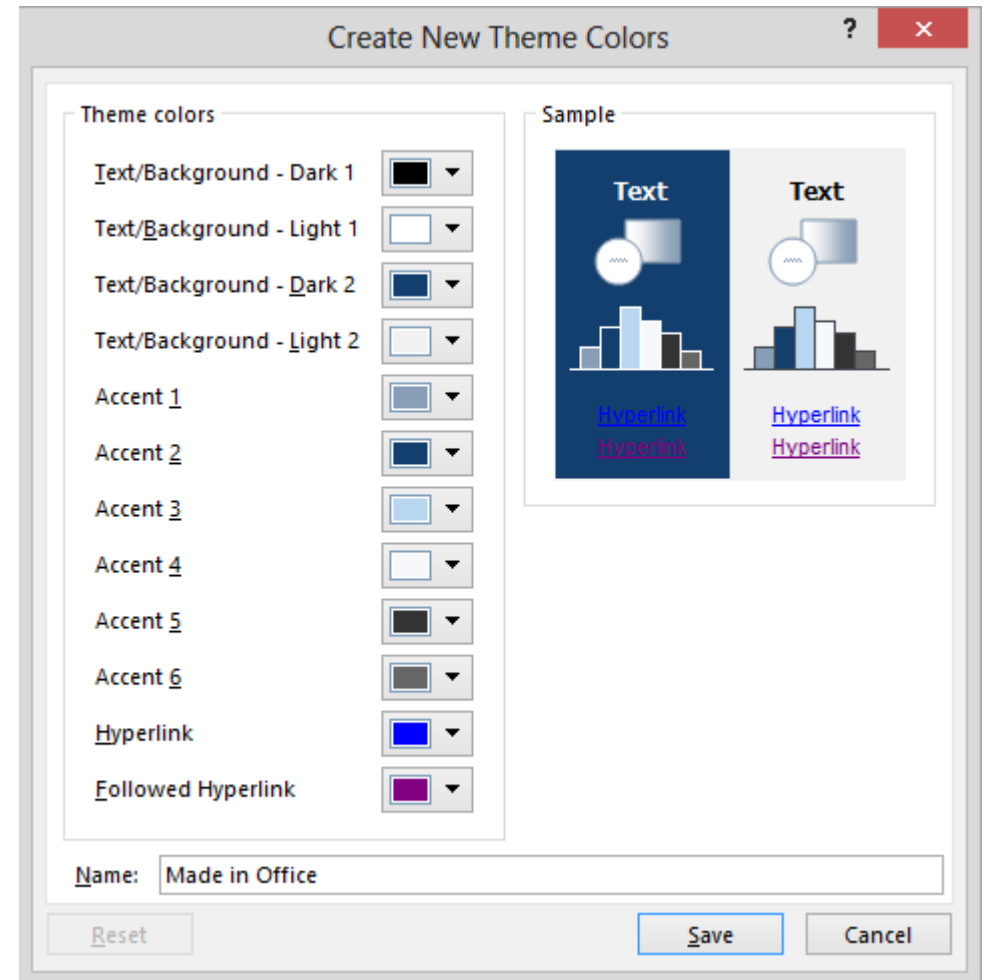 Create New Theme Colors
?
×
Theme colors
Text/Background - Dark 1
Text/Background - Light 1
Text/Background - Dark 2
Text/Background - Light 2
Accent 1
Accent 2
Accent 3
Accent 4
Accent 5
Accent 6
Hyperlink
Followed Hyperlink
Sample
Text Text
Hyperlink Hyperlink
Hyperlink Hyperlink
Name: Made in Office
Reset Save Cancel